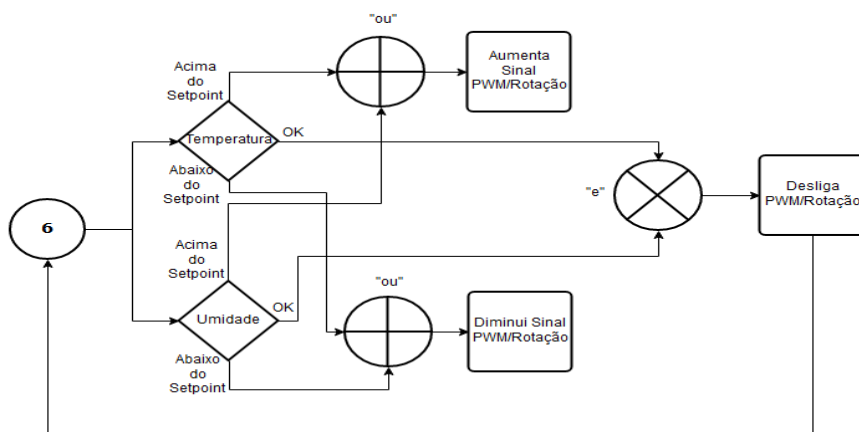 "ou"
Acima
do
Setpoint
Aumenta
Sinal
PWM/Rotação
Temperatura
OK
Abaixo
do
Setpoint
"e"
Desliga
PWM/Rotação
6
Acima
do
Setpoint
"ou"
OK
Umidade
Diminui Sinal
PWM/Rotação
Abaixo
do
Setpoint